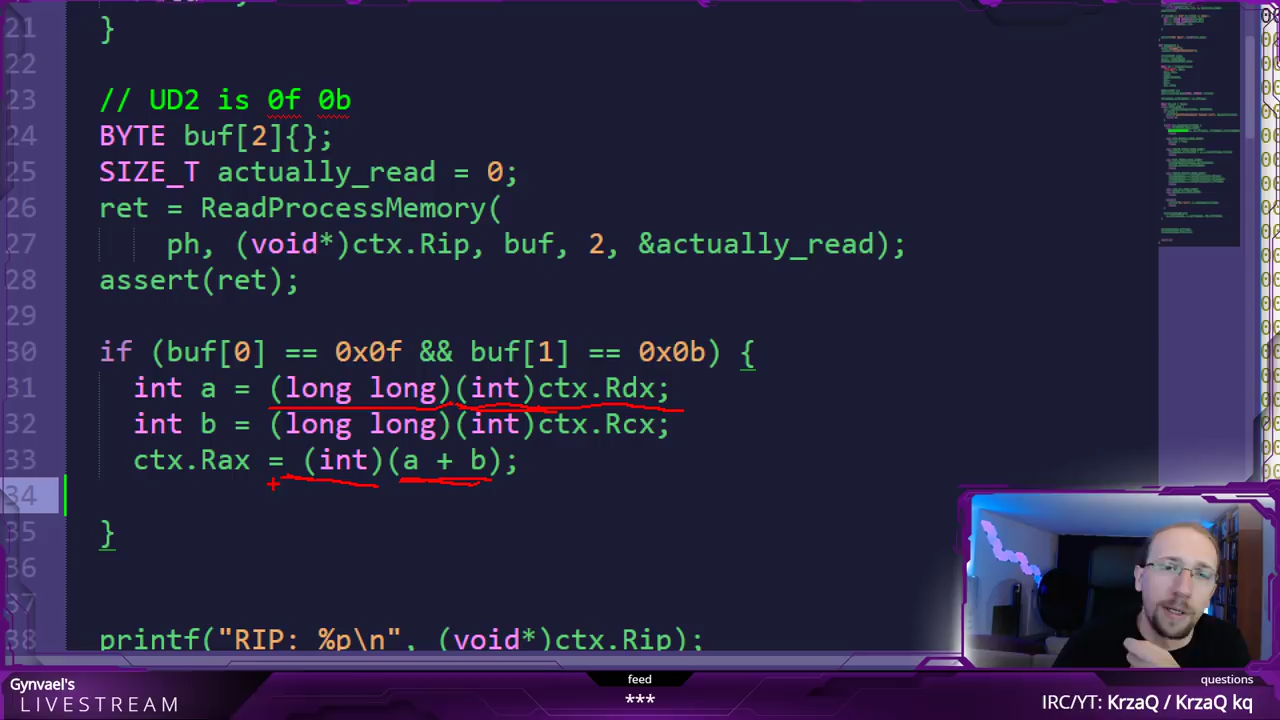 21 }
22
23 // UD2 is 0f 0b
24 BYTE buf[2]{};
25 SIZE_T actually_read = 0;
26 ret = ReadProcessMemory(
27 ph, (void*)ctx.Rip, buf, 2, &actually_read);
28 assert(ret);
29
30 if (buf[0] == 0x0f && buf[1] == 0x0b) {
31 int a = (long long)(int)ctx.Rdx;
32 int b = (long long)(int)ctx.Rcx;
33 ctx.Rax = (int)(a + b);
34
35 }
36
37
38 printf("RIP: %p\n", (void*)ctx.Rip);
Gynvael's
LIVESTREAM
feed
***
questions
IRC/YT: KrzaQ / KrzaQ kq